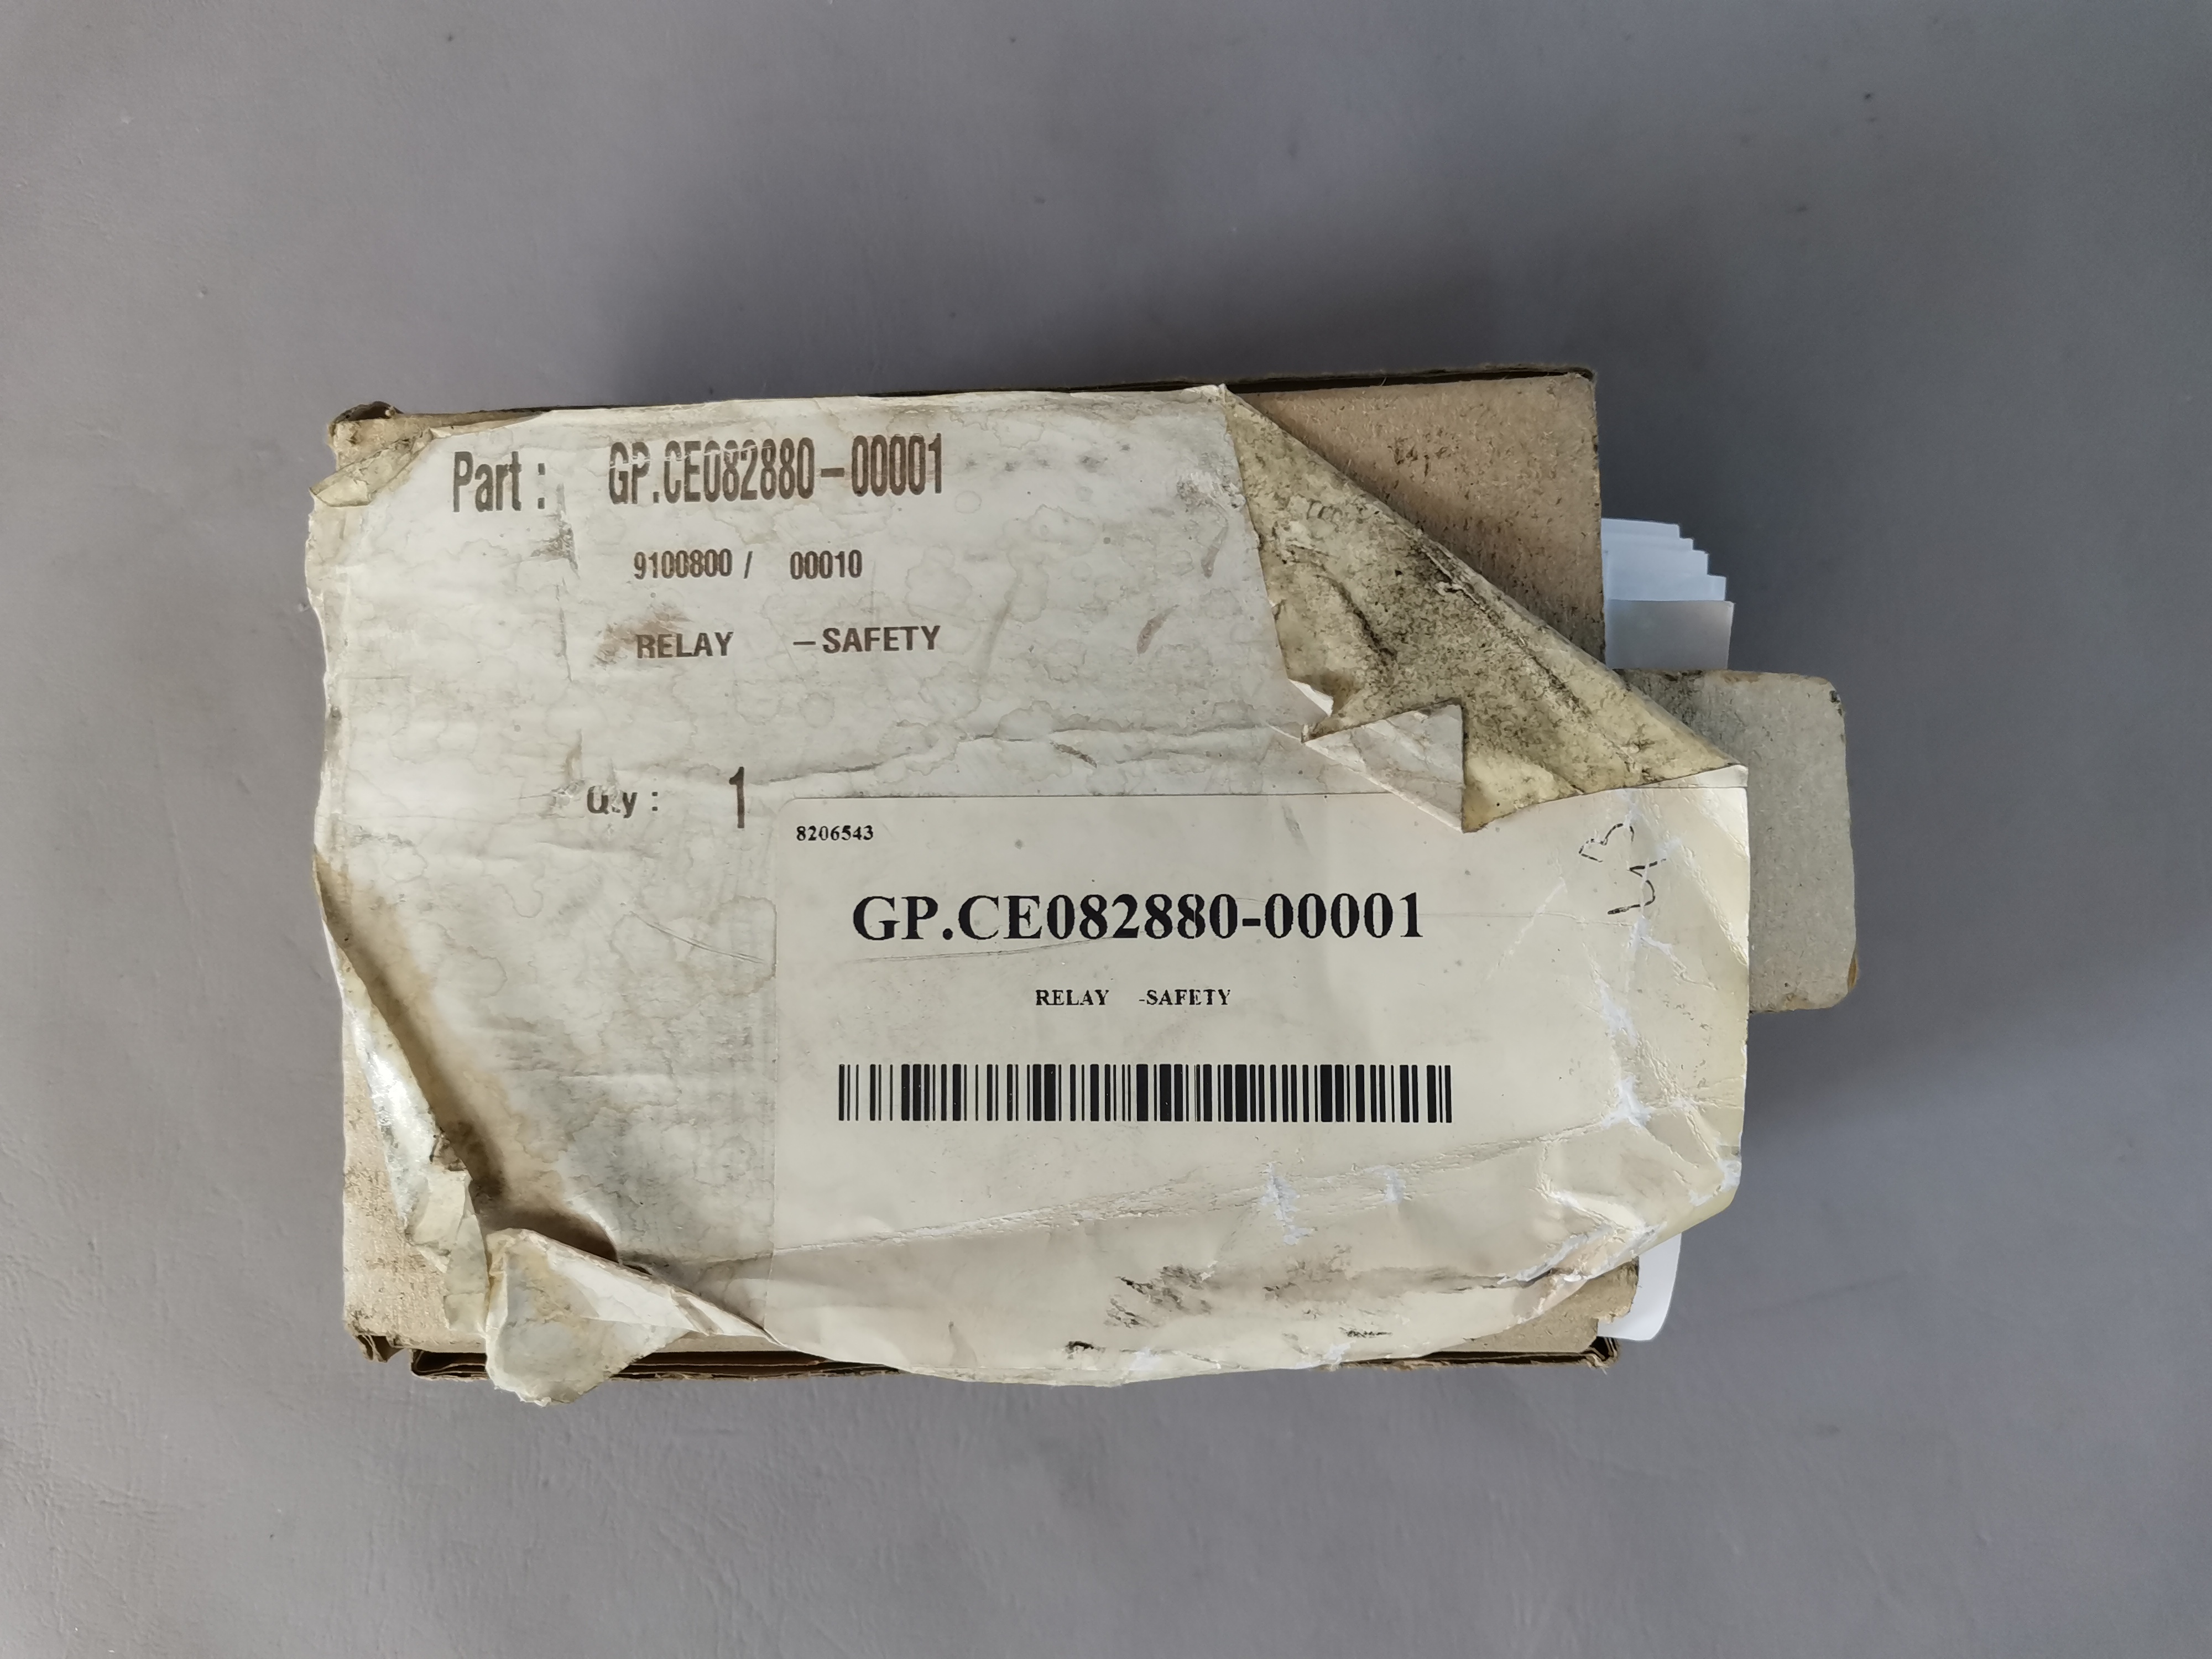 Part : GP.CE082880-00001
9100800 / 00010
RELAY -SAFETY
Qty : 1
8206543
GP.CE082880-00001
RELAY -SAFETY